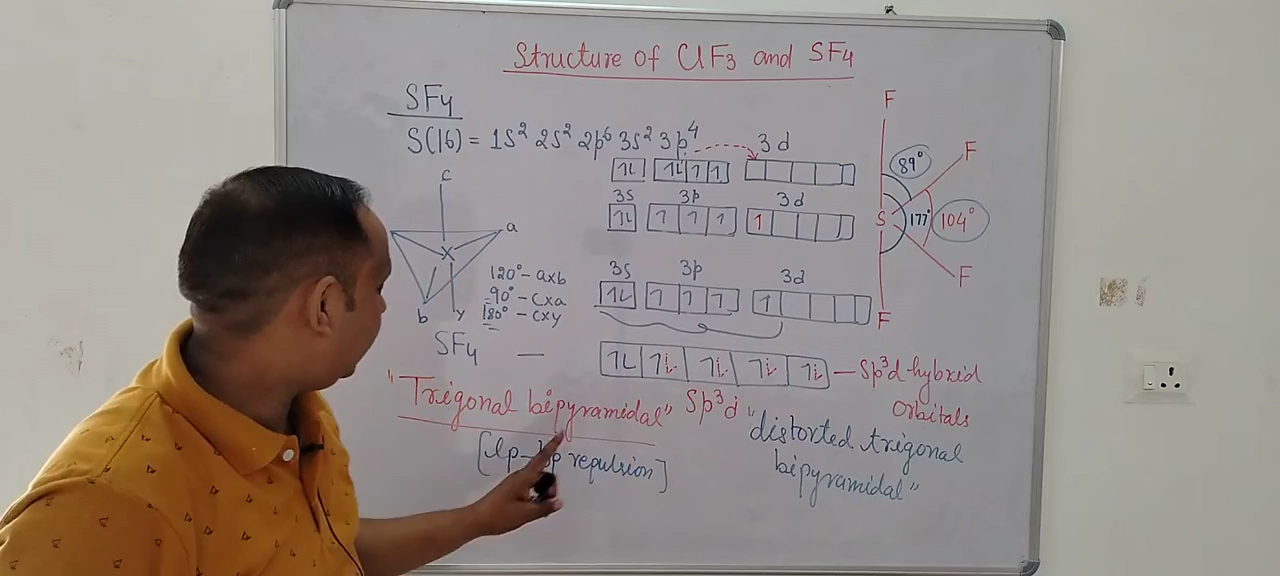 Structure of ClF3 and SF4
SF4
S(16) = 1s² 2s² 2p⁶ 3s² 3p⁴
3d
↿⇂ ↿⇂ ↿ ↿
3s 3p 3d
↿⇂ ↿ ↿ ↿ ↿
3s 3p 3d
↿⇂ ↿ ↿ ↿ ↿
c
x
a
b
y
120° - axb
90° - cxa
180° - cxy
SF4 —
↿⇂ ↿⇂ ↿⇂ ↿⇂ ↿⇂ — Sp³d hybrid
orbitals
Sp³d
"Trigonal bipyramidal"
[lp-bp repulsion]
"distorted trigonal
bipyramidal"
F
89°
F
S
177°
104°
F
F